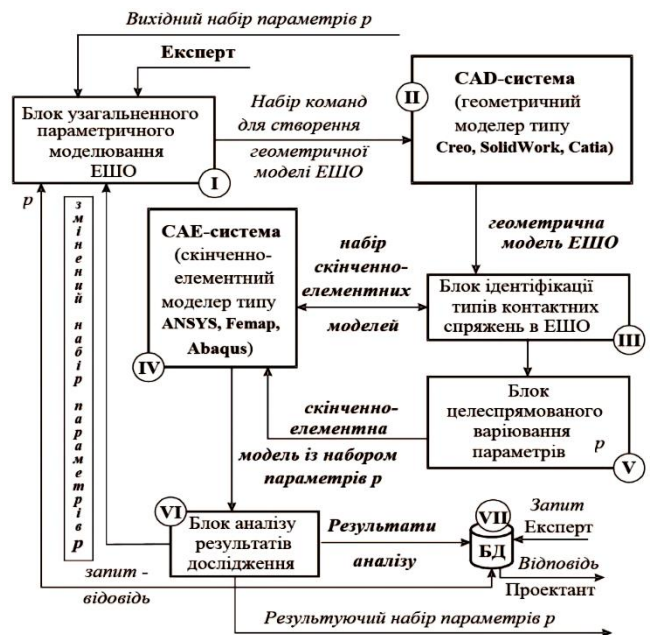 Вихідний набір параметрів p
Експерт
Блок узагальненного
параметричного
моделювання
ЕШО
I
Набір команд
для створення
геометричної
моделі ЕШО
II
CAD-система
(геометричний
моделер типу
Creo, SolidWork, Catia)
p
змінений набір параметрів p
CAE-система
(скінченно-
елементний
моделер типу
ANSYS, Femap,
Abaqus)
IV
набір
скінченно-
елементних
моделей
геометрична
модель ЕШО
Блок ідентифікації
типів контактних
спряжень в ЕШО
III
скінченно-
елементна
модель із набором
параметрів p
Блок
целеспрямованого
варіювання
параметрів
p
V
VI
Блок аналізу
результатів
дослідження
Результати
аналізу
VII
БД
Запит
Експерт
Відповідь
Проектант
запит -
відовідь
Результуючий набір параметрів p